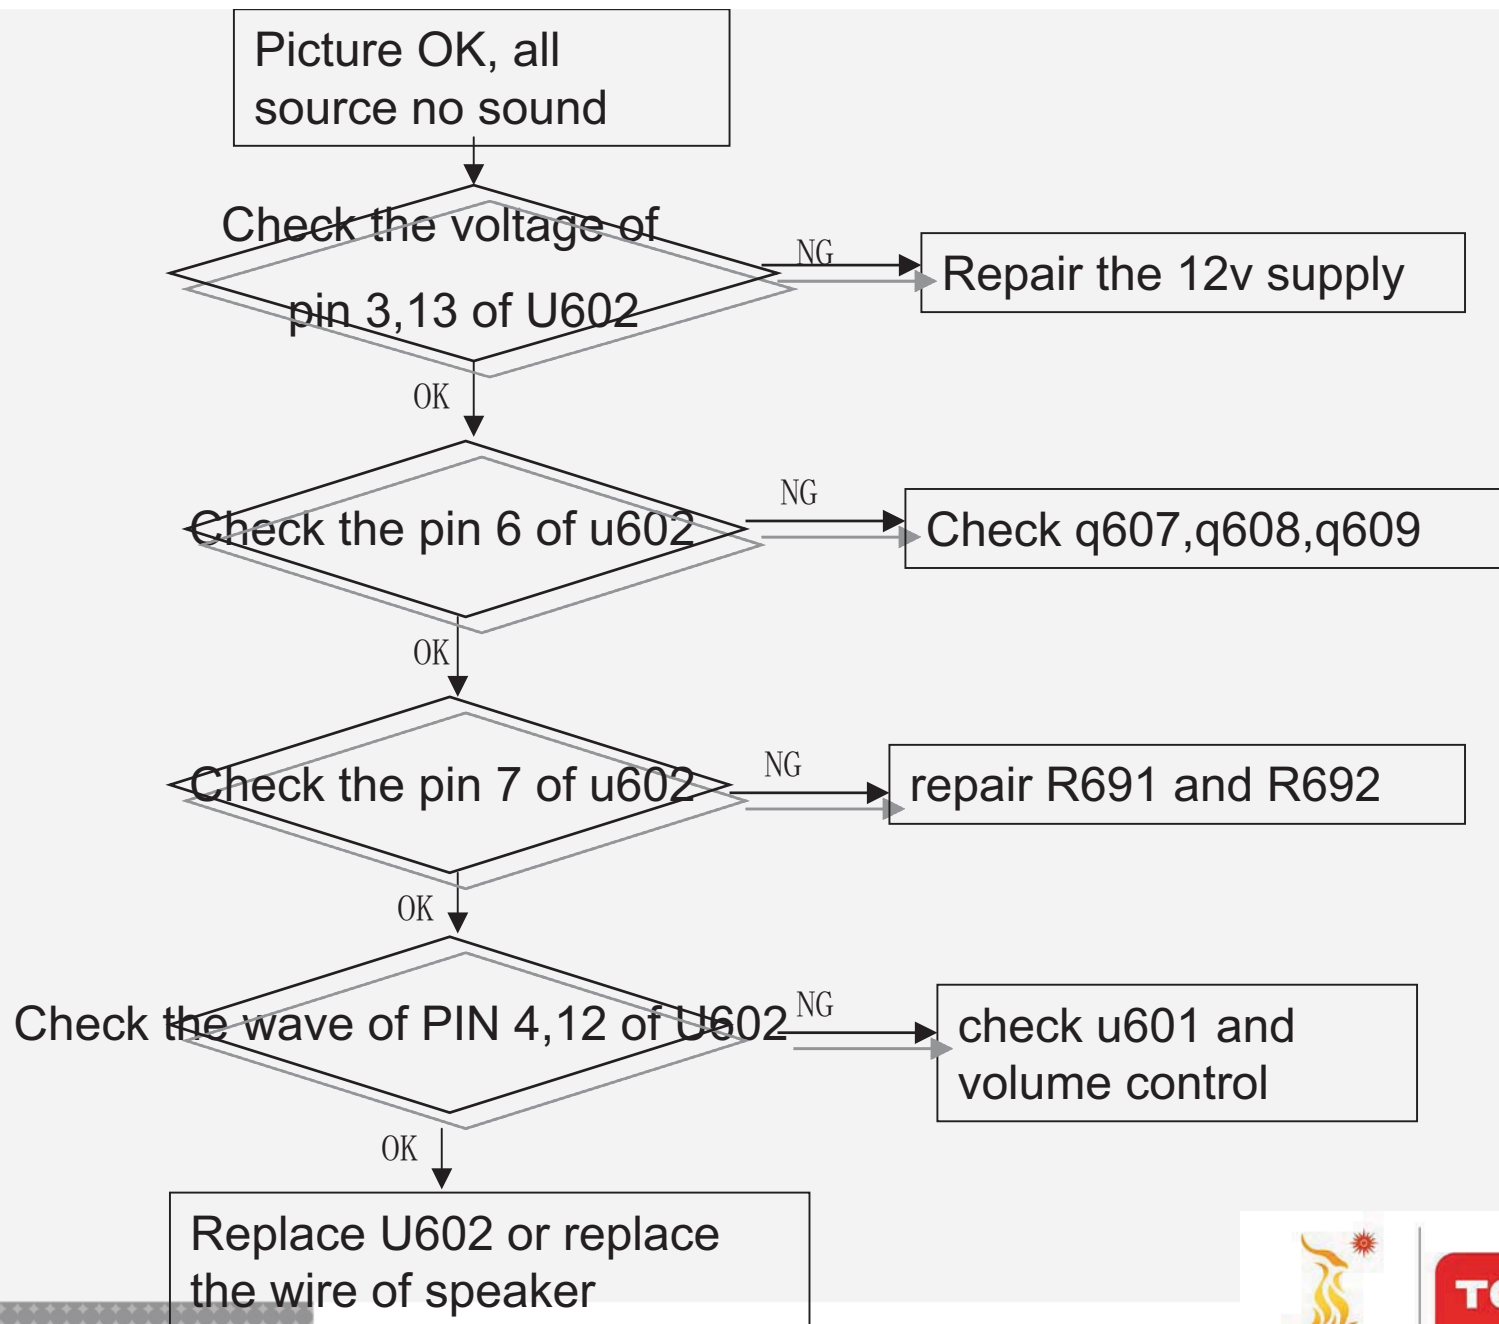 Picture OK, all
source no sound
Check the voltage of
pin 3,13 of U602
NG
Repair the 12v supply
OK
Check the pin 6 of u602
NG
Check q607,q608,q609
OK
Check the pin 7 of u602
NG
repair R691 and R692
OK
Check the wave of PIN 4,12 of U602
NG
check u601 and
volume control
OK
Replace U602 or replace
the wire of speaker